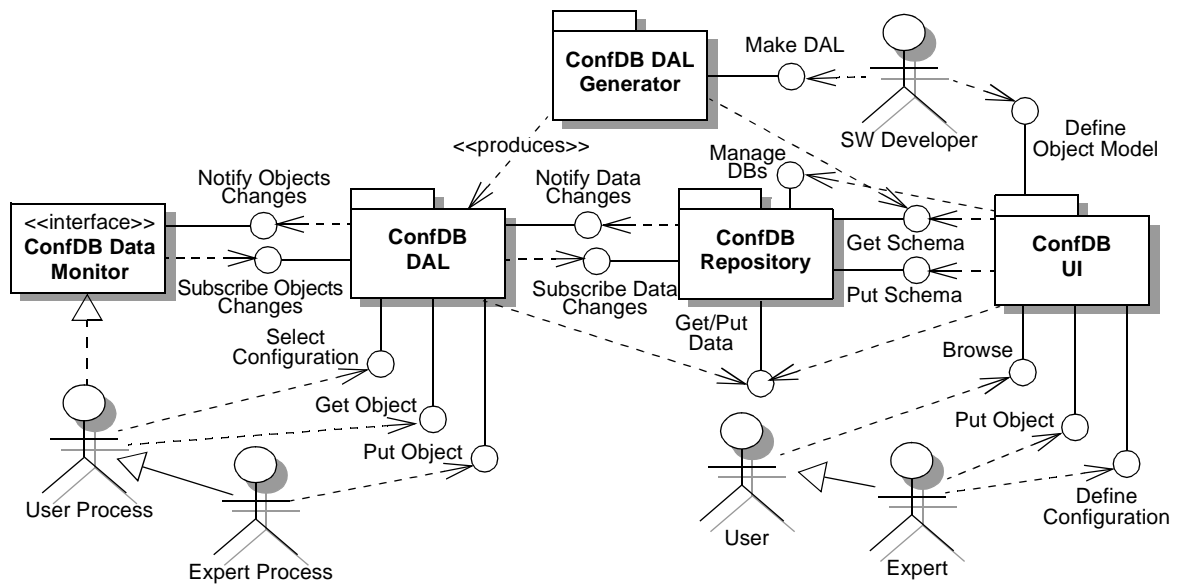 ConfDB DAL
Generator
Make DAL
SW Developer
Define
Object Model
<<produces>>
Manage
DBs
Notify Objects
Changes
Notify Data
Changes
<<interface>>
ConfDB Data
Monitor
ConfDB
DAL
ConfDB
Repository
Get Schema
Put Schema
ConfDB
UI
Subscribe Objects
Changes
Subscribe Data
Changes
Get/Put
Data
Select
Configuration
Browse
Get Object
Put Object
Put Object
Define
Configuration
User Process
Expert Process
User
Expert